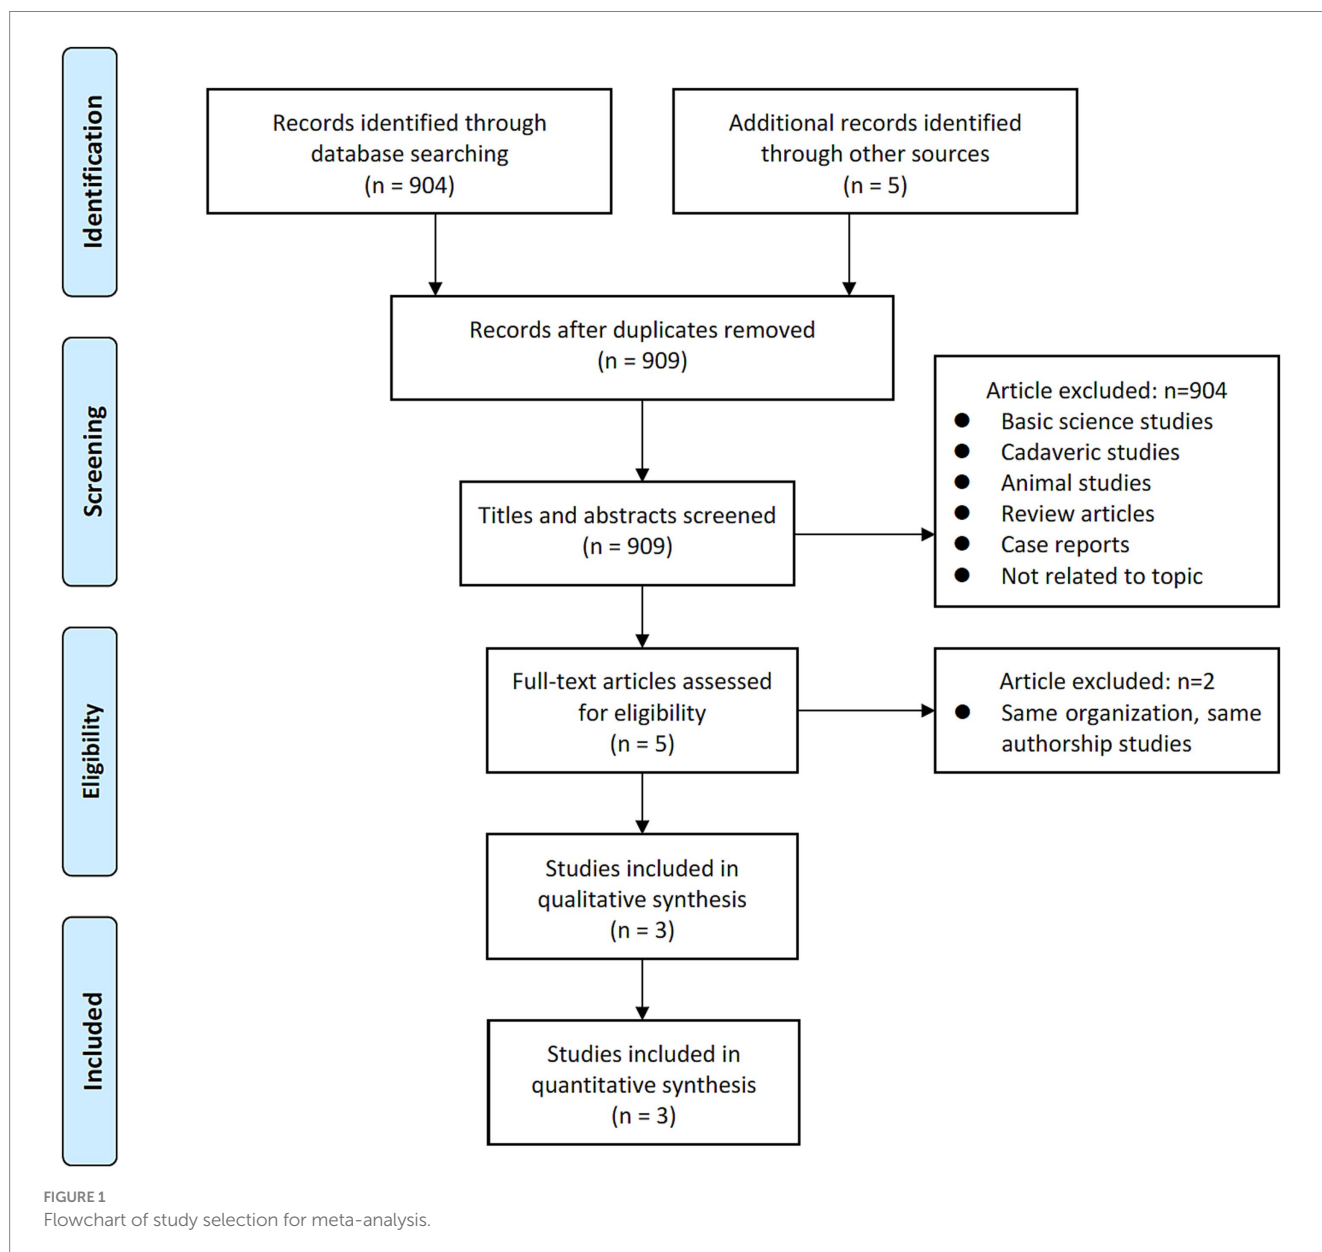 Identification
Records identified through
database searching
(n = 904)
Additional records identified
through other sources
(n = 5)
Records after duplicates removed
(n = 909)
Screening
Titles and abstracts screened
(n = 909)
Article excluded: n=904
● Basic science studies
● Cadaveric studies
● Animal studies
● Review articles
● Case reports
● Not related to topic
Eligibility
Full-text articles assessed
for eligibility
(n = 5)
Article excluded: n=2
● Same organization, same
authorship studies
Studies included in
qualitative synthesis
(n = 3)
Included
Studies included in
quantitative synthesis
(n = 3)
FIGURE 1
Flowchart of study selection for meta-analysis.